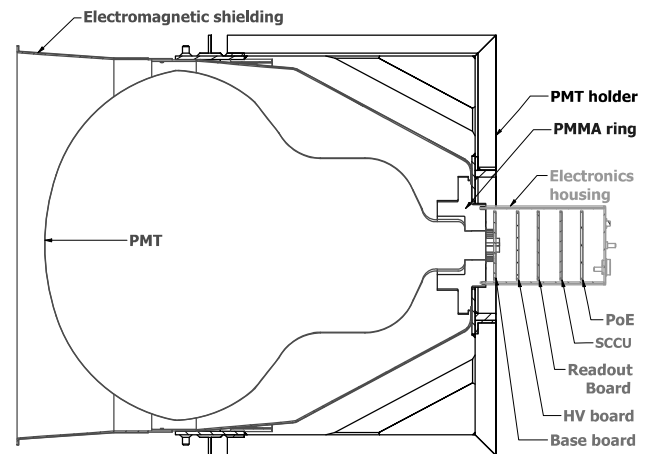 Electromagnetic shielding
PMT holder
PMMA ring
Electronics
housing
PMT
PoE
SCCU
Readout
Board
HV board
Base board